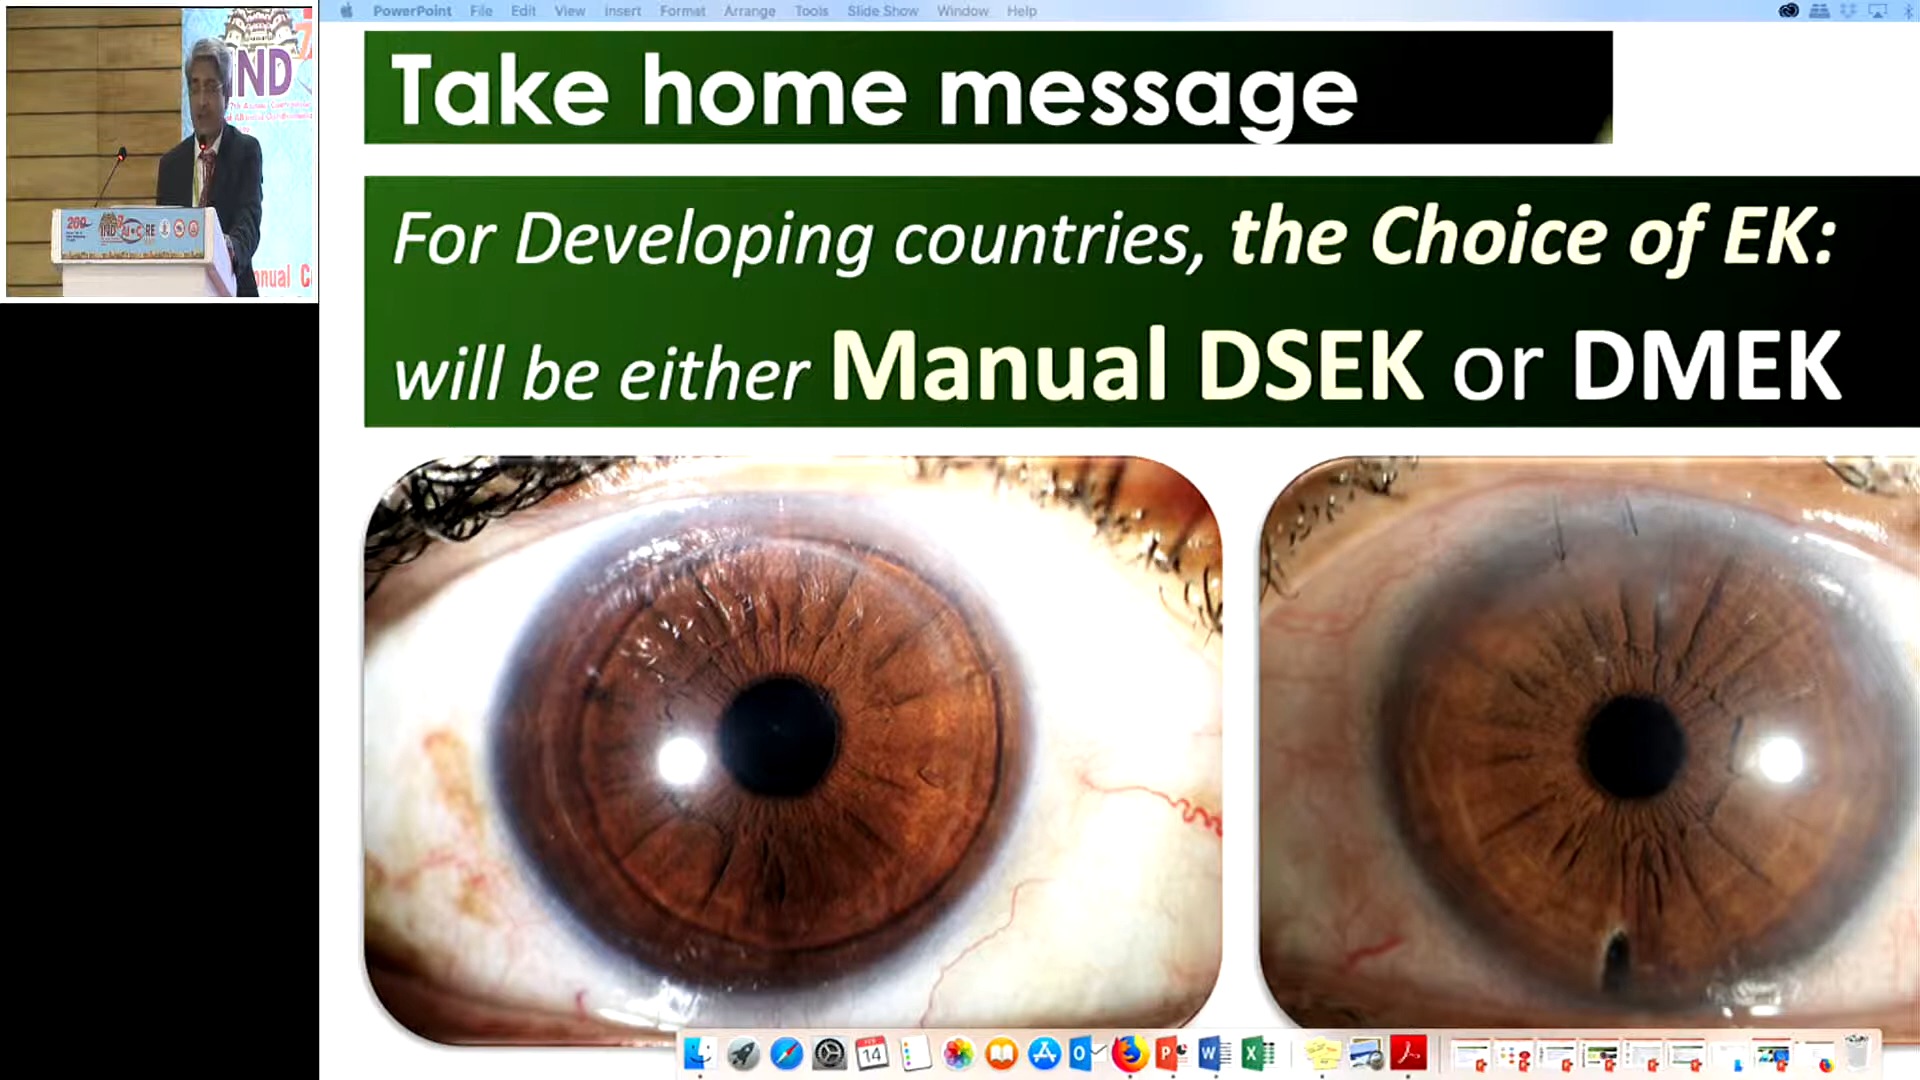 PowerPoint File Edit View Insert Format Arrange Tools Slide Show Window Help
Take home message
For Developing countries, the Choice of EK:
will be either Manual DSEK or DMEK
IND
14